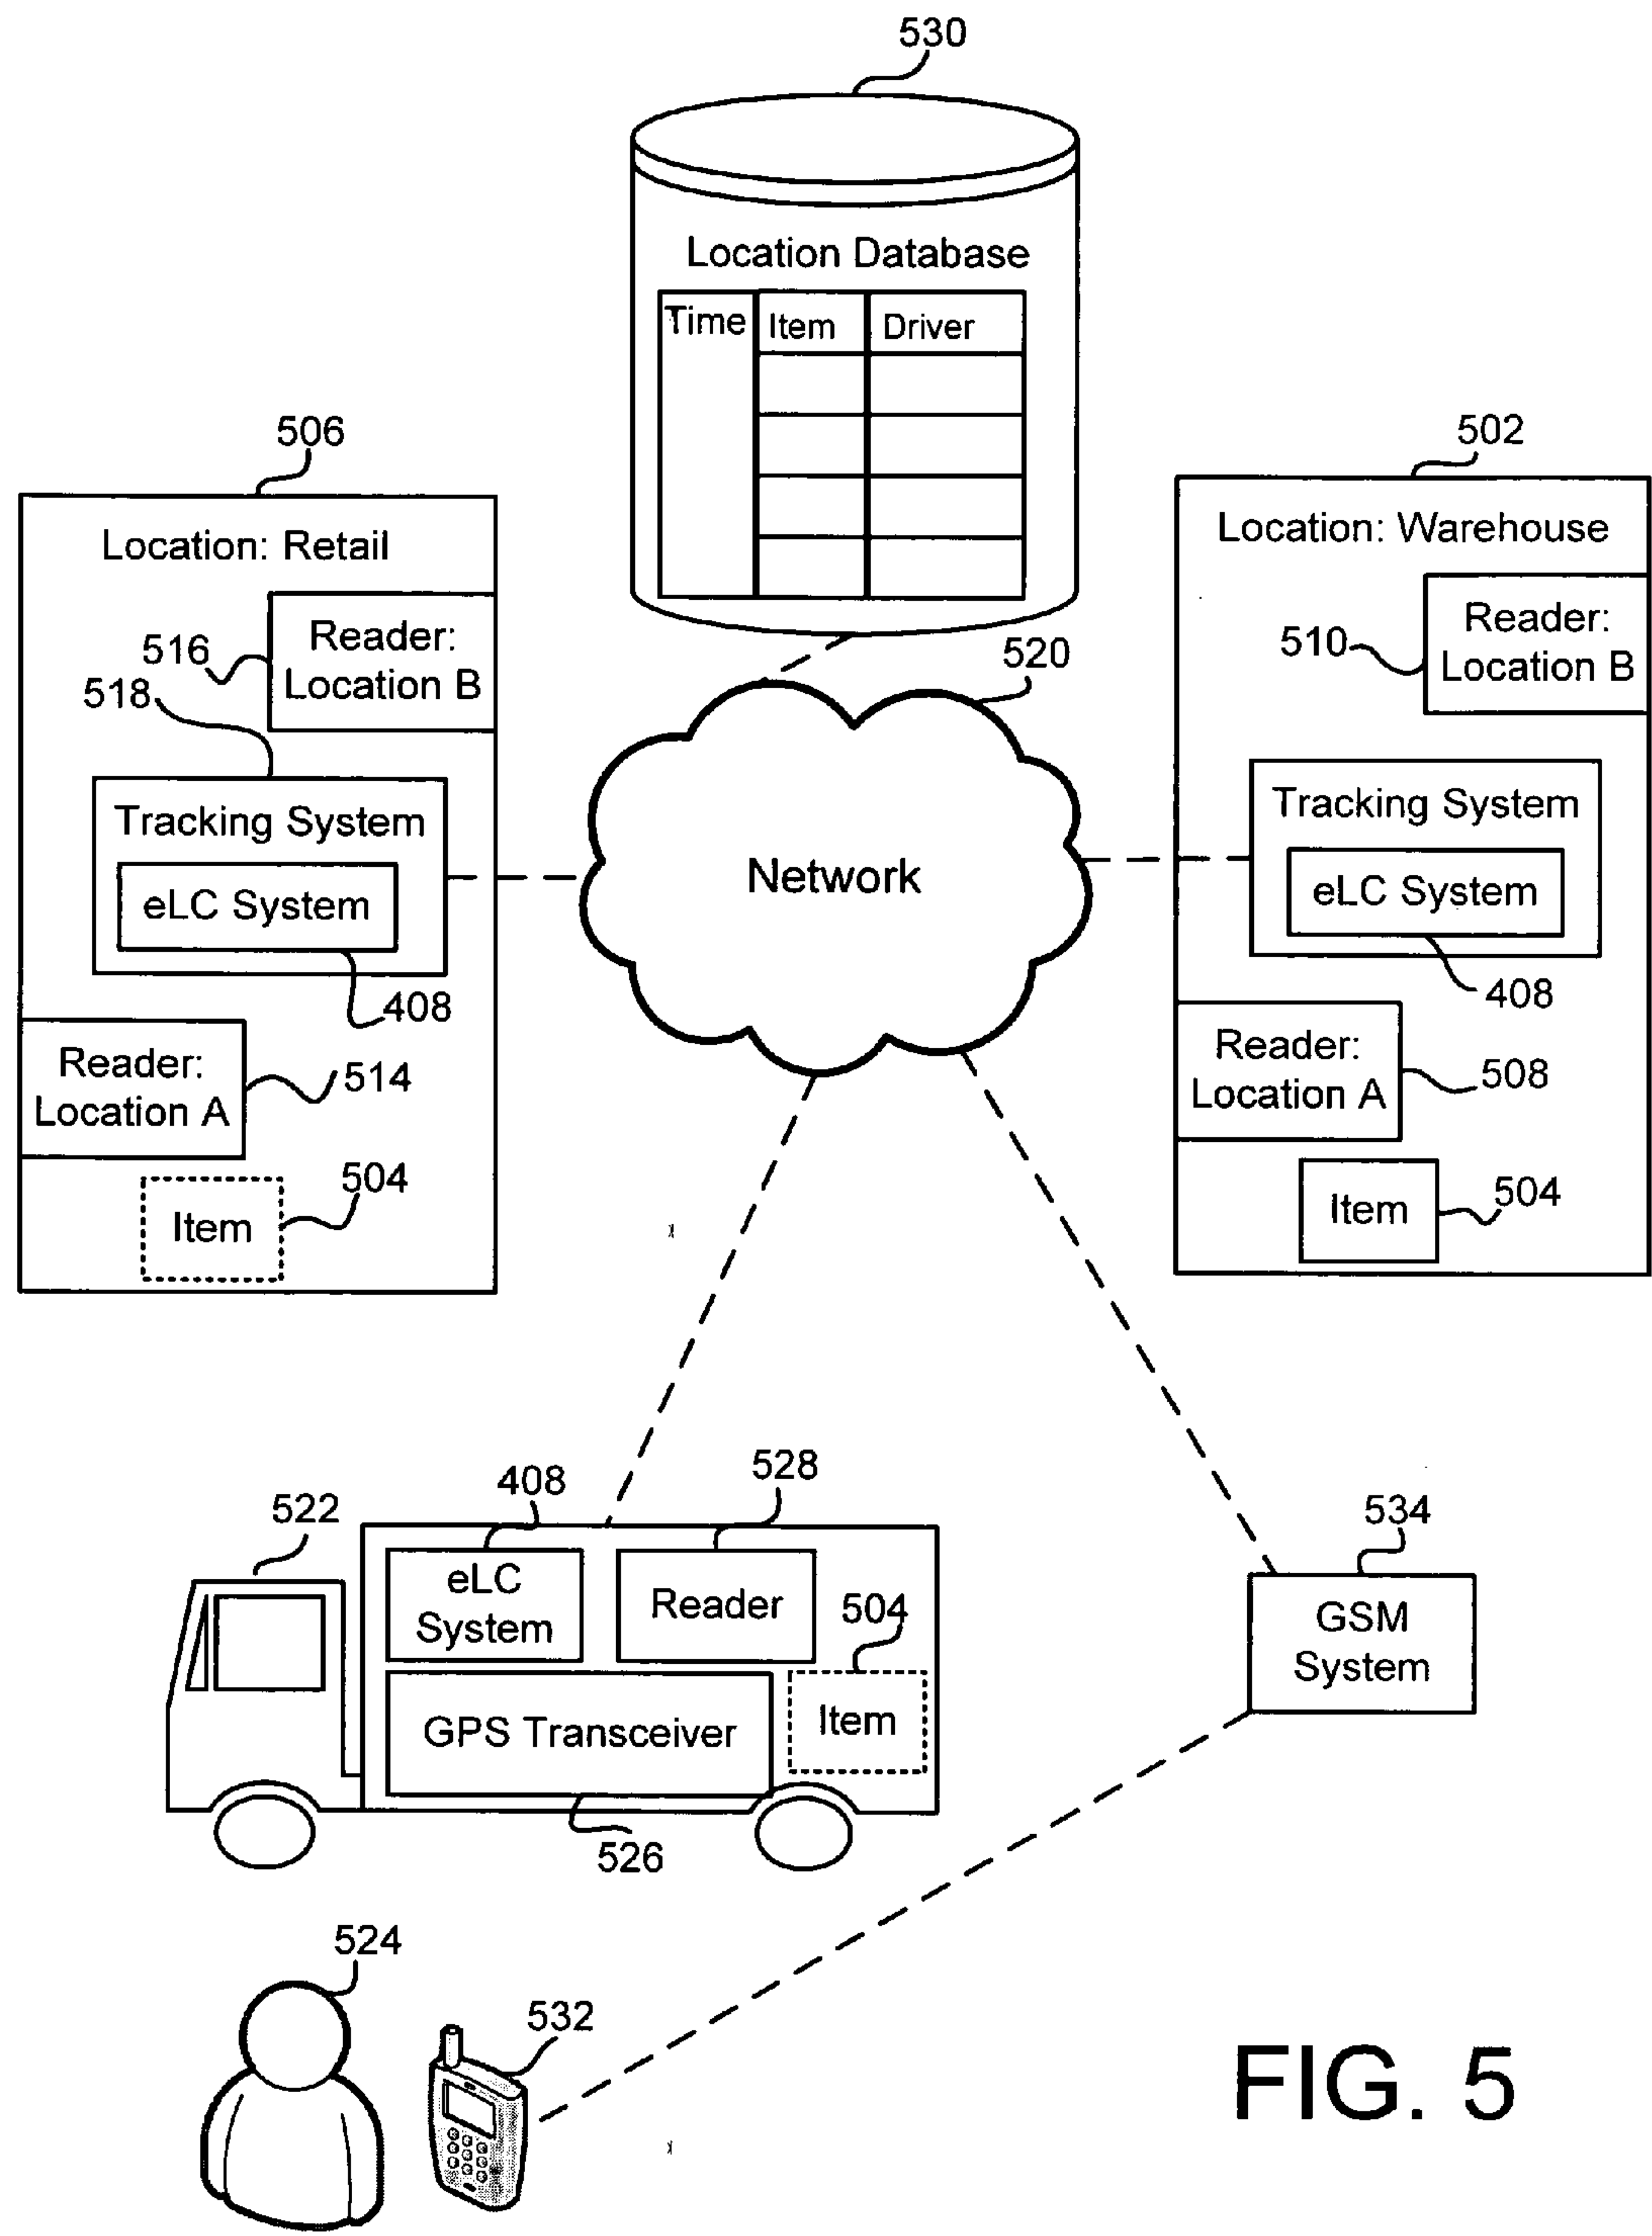 530
Location Database
Time Item Driver
506
Location: Retail
516
Reader:
Location B
518
Tracking System
eLC System
408
Reader:
Location A
514
504
Item
520
Network
502
Location: Warehouse
510
Reader:
Location B
Tracking System
eLC System
408
Reader:
Location A
508
Item
504
522
408
528
eLC
System
Reader
504
GPS Transceiver
Item
526
534
GSM
System
524
532
FIG. 5